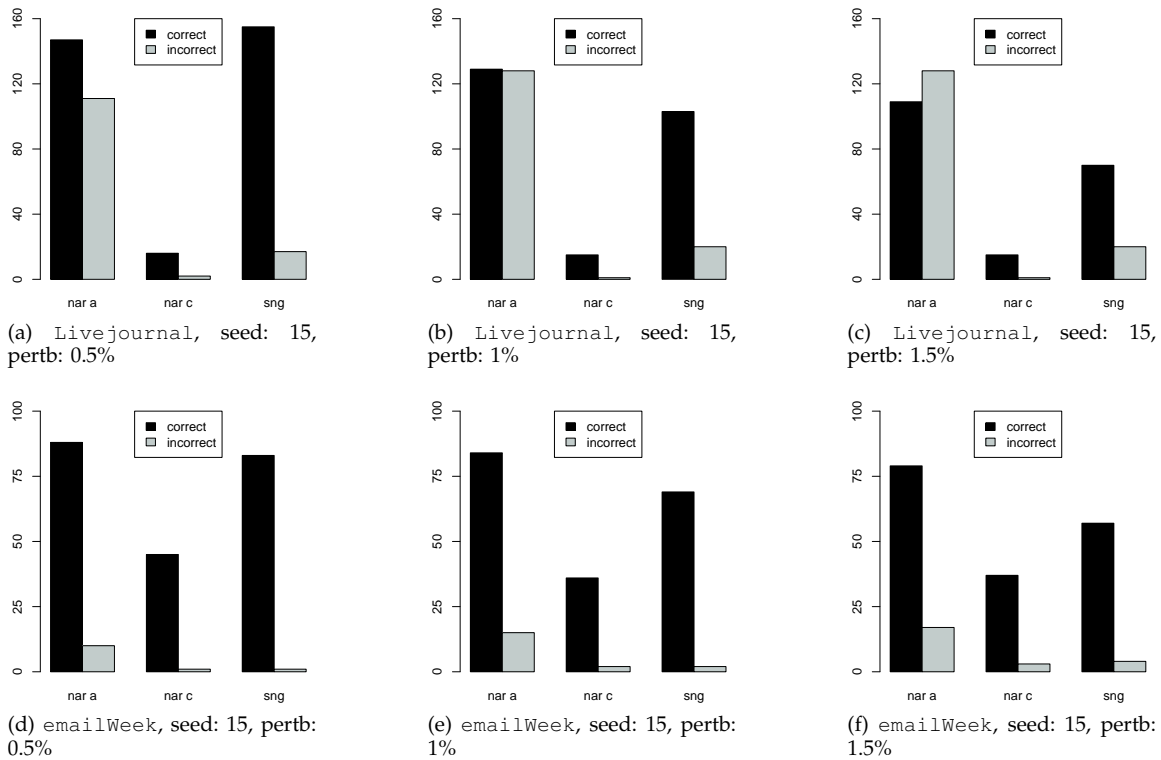 160
120
80
40
0
correct
incorrect
nar a nar c sng
(a) Livejournal, seed: 15,
pertb: 0.5%
160
120
80
40
0
correct
incorrect
nar a nar c sng
(b) Livejournal, seed: 15,
pertb: 1%
160
120
80
40
0
correct
incorrect
nar a nar c sng
(c) Livejournal, seed: 15,
pertb: 1.5%
100
75
50
25
0
correct
incorrect
nar a nar c sng
(d) emailWeek, seed: 15, pertb:
0.5%
100
75
50
25
0
correct
incorrect
nar a nar c sng
(e) emailWeek, seed: 15, pertb:
1%
100
75
50
25
0
correct
incorrect
nar a nar c sng
(f) emailWeek, seed: 15, pertb:
1.5%